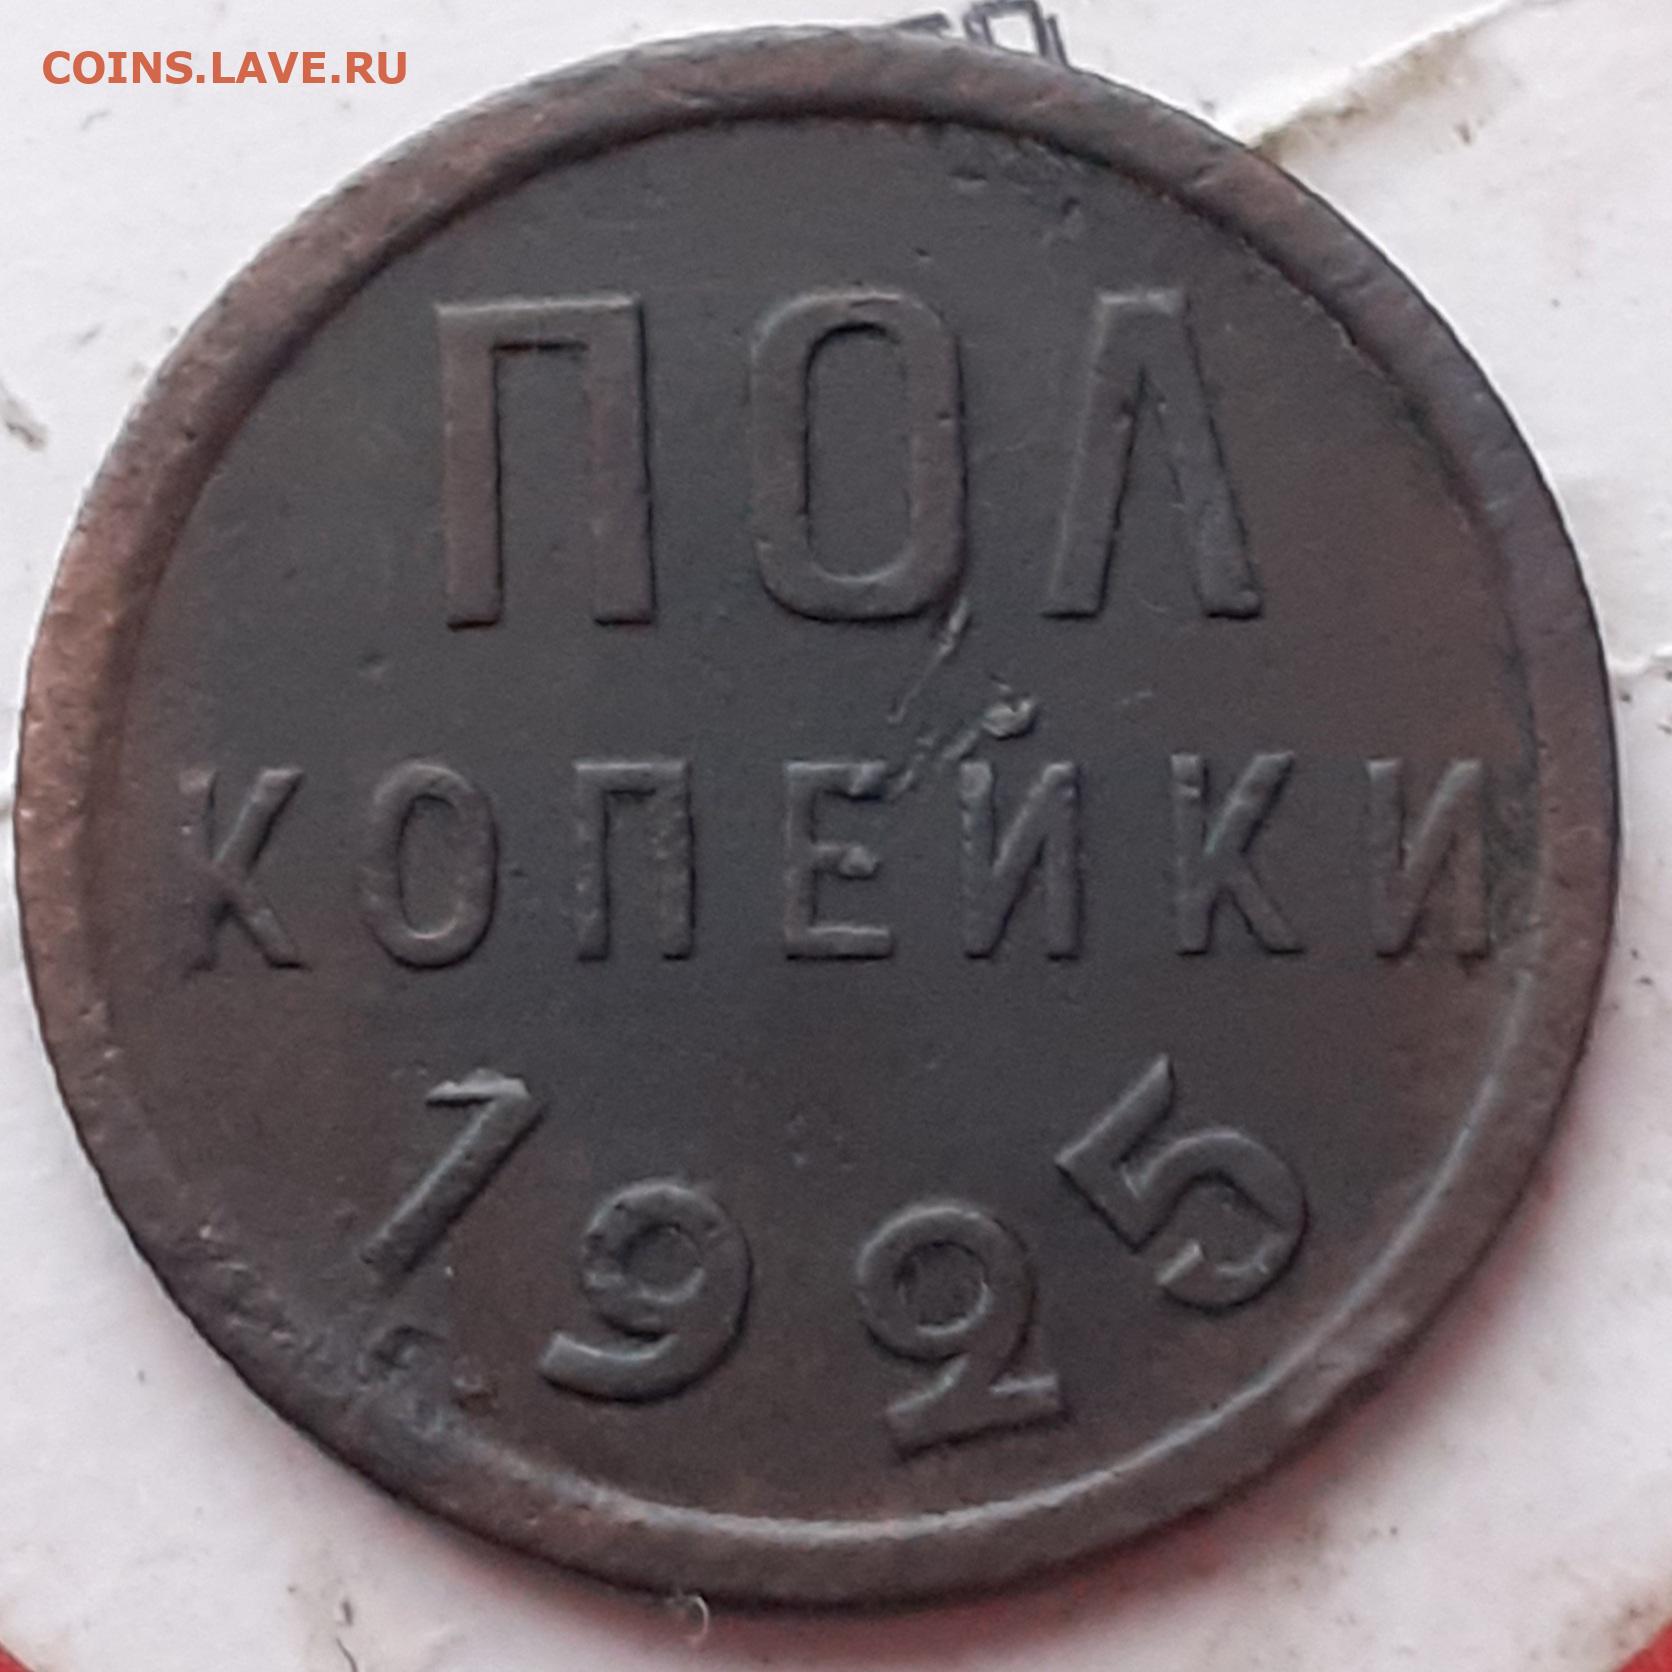 COINS.LAVE.RU
ПОЛ
КОПЕЙКИ
1925